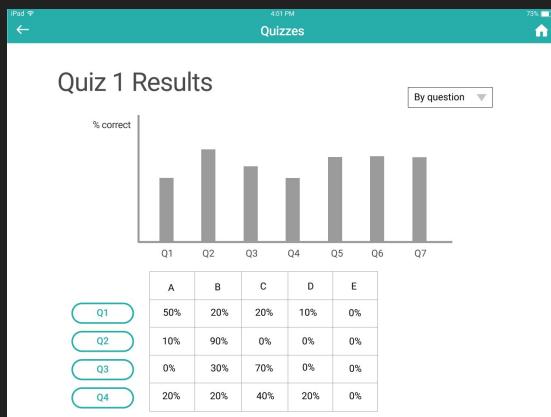 iPad 4:01 PM 73%
Quizzes
Quiz 1 Results
By question
% correct
Q1 Q2 Q3 Q4 Q5 Q6 Q7
A B C D E
Q1 50% 20% 20% 10% 0%
Q2 10% 90% 0% 0% 0%
Q3 0% 30% 70% 0% 0%
Q4 20% 20% 40% 20% 0%